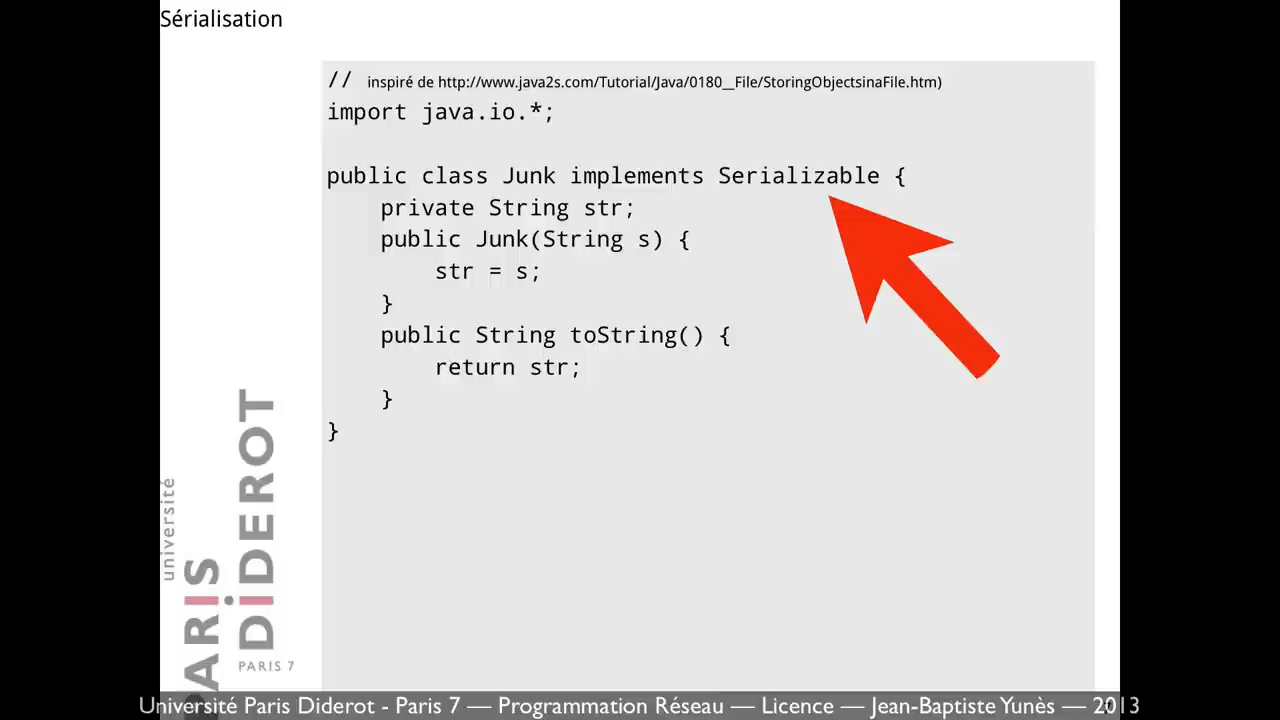 Sérialisation
// inspiré de http://www.java2s.com/Tutorial/Java/0180__File/StoringObjectsinaFile.htm)
import java.io.*;
public class Junk implements Serializable {
private String str;
public Junk(String s) {
str = s;
}
public String toString() {
return str;
}
}
université
PARIS
DiDEROT
PARIS 7
Université Paris Diderot - Paris 7 — Programmation Réseau — Licence — Jean-Baptiste Yunès — 2013